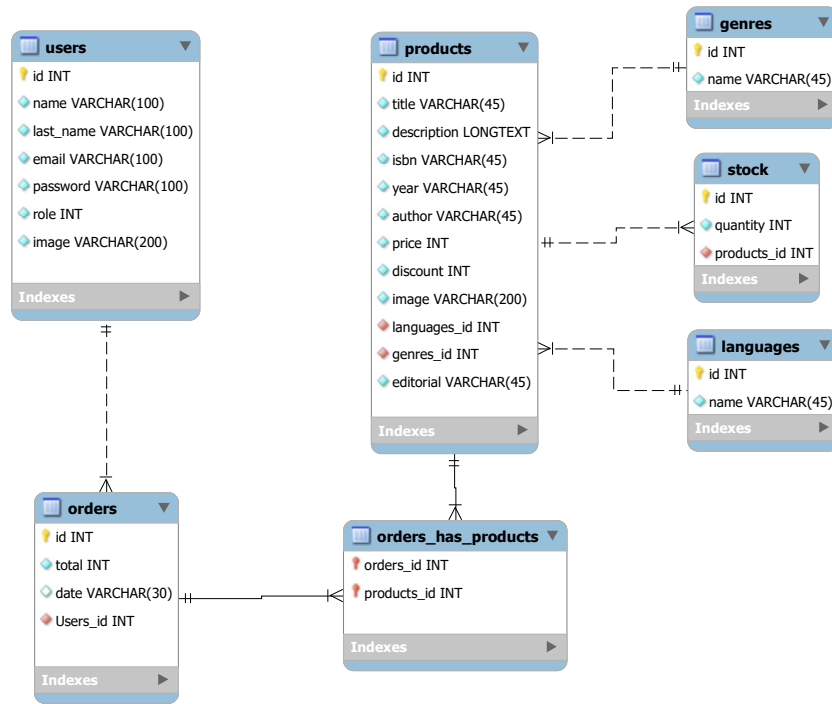 users
id INT
name VARCHAR(100)
last_name VARCHAR(100)
email VARCHAR(100)
password VARCHAR(100)
role INT
image VARCHAR(200)
Indexes
products
id INT
title VARCHAR(45)
description LONGTEXT
isbn VARCHAR(45)
year VARCHAR(45)
author VARCHAR(45)
price INT
discount INT
image VARCHAR(200)
languages_id INT
genres_id INT
editorial VARCHAR(45)
Indexes
genres
id INT
name VARCHAR(45)
Indexes
stock
id INT
quantity INT
products_id INT
Indexes
languages
id INT
name VARCHAR(45)
Indexes
orders
id INT
total INT
date VARCHAR(30)
Users_id INT
Indexes
orders_has_products
orders_id INT
products_id INT
Indexes